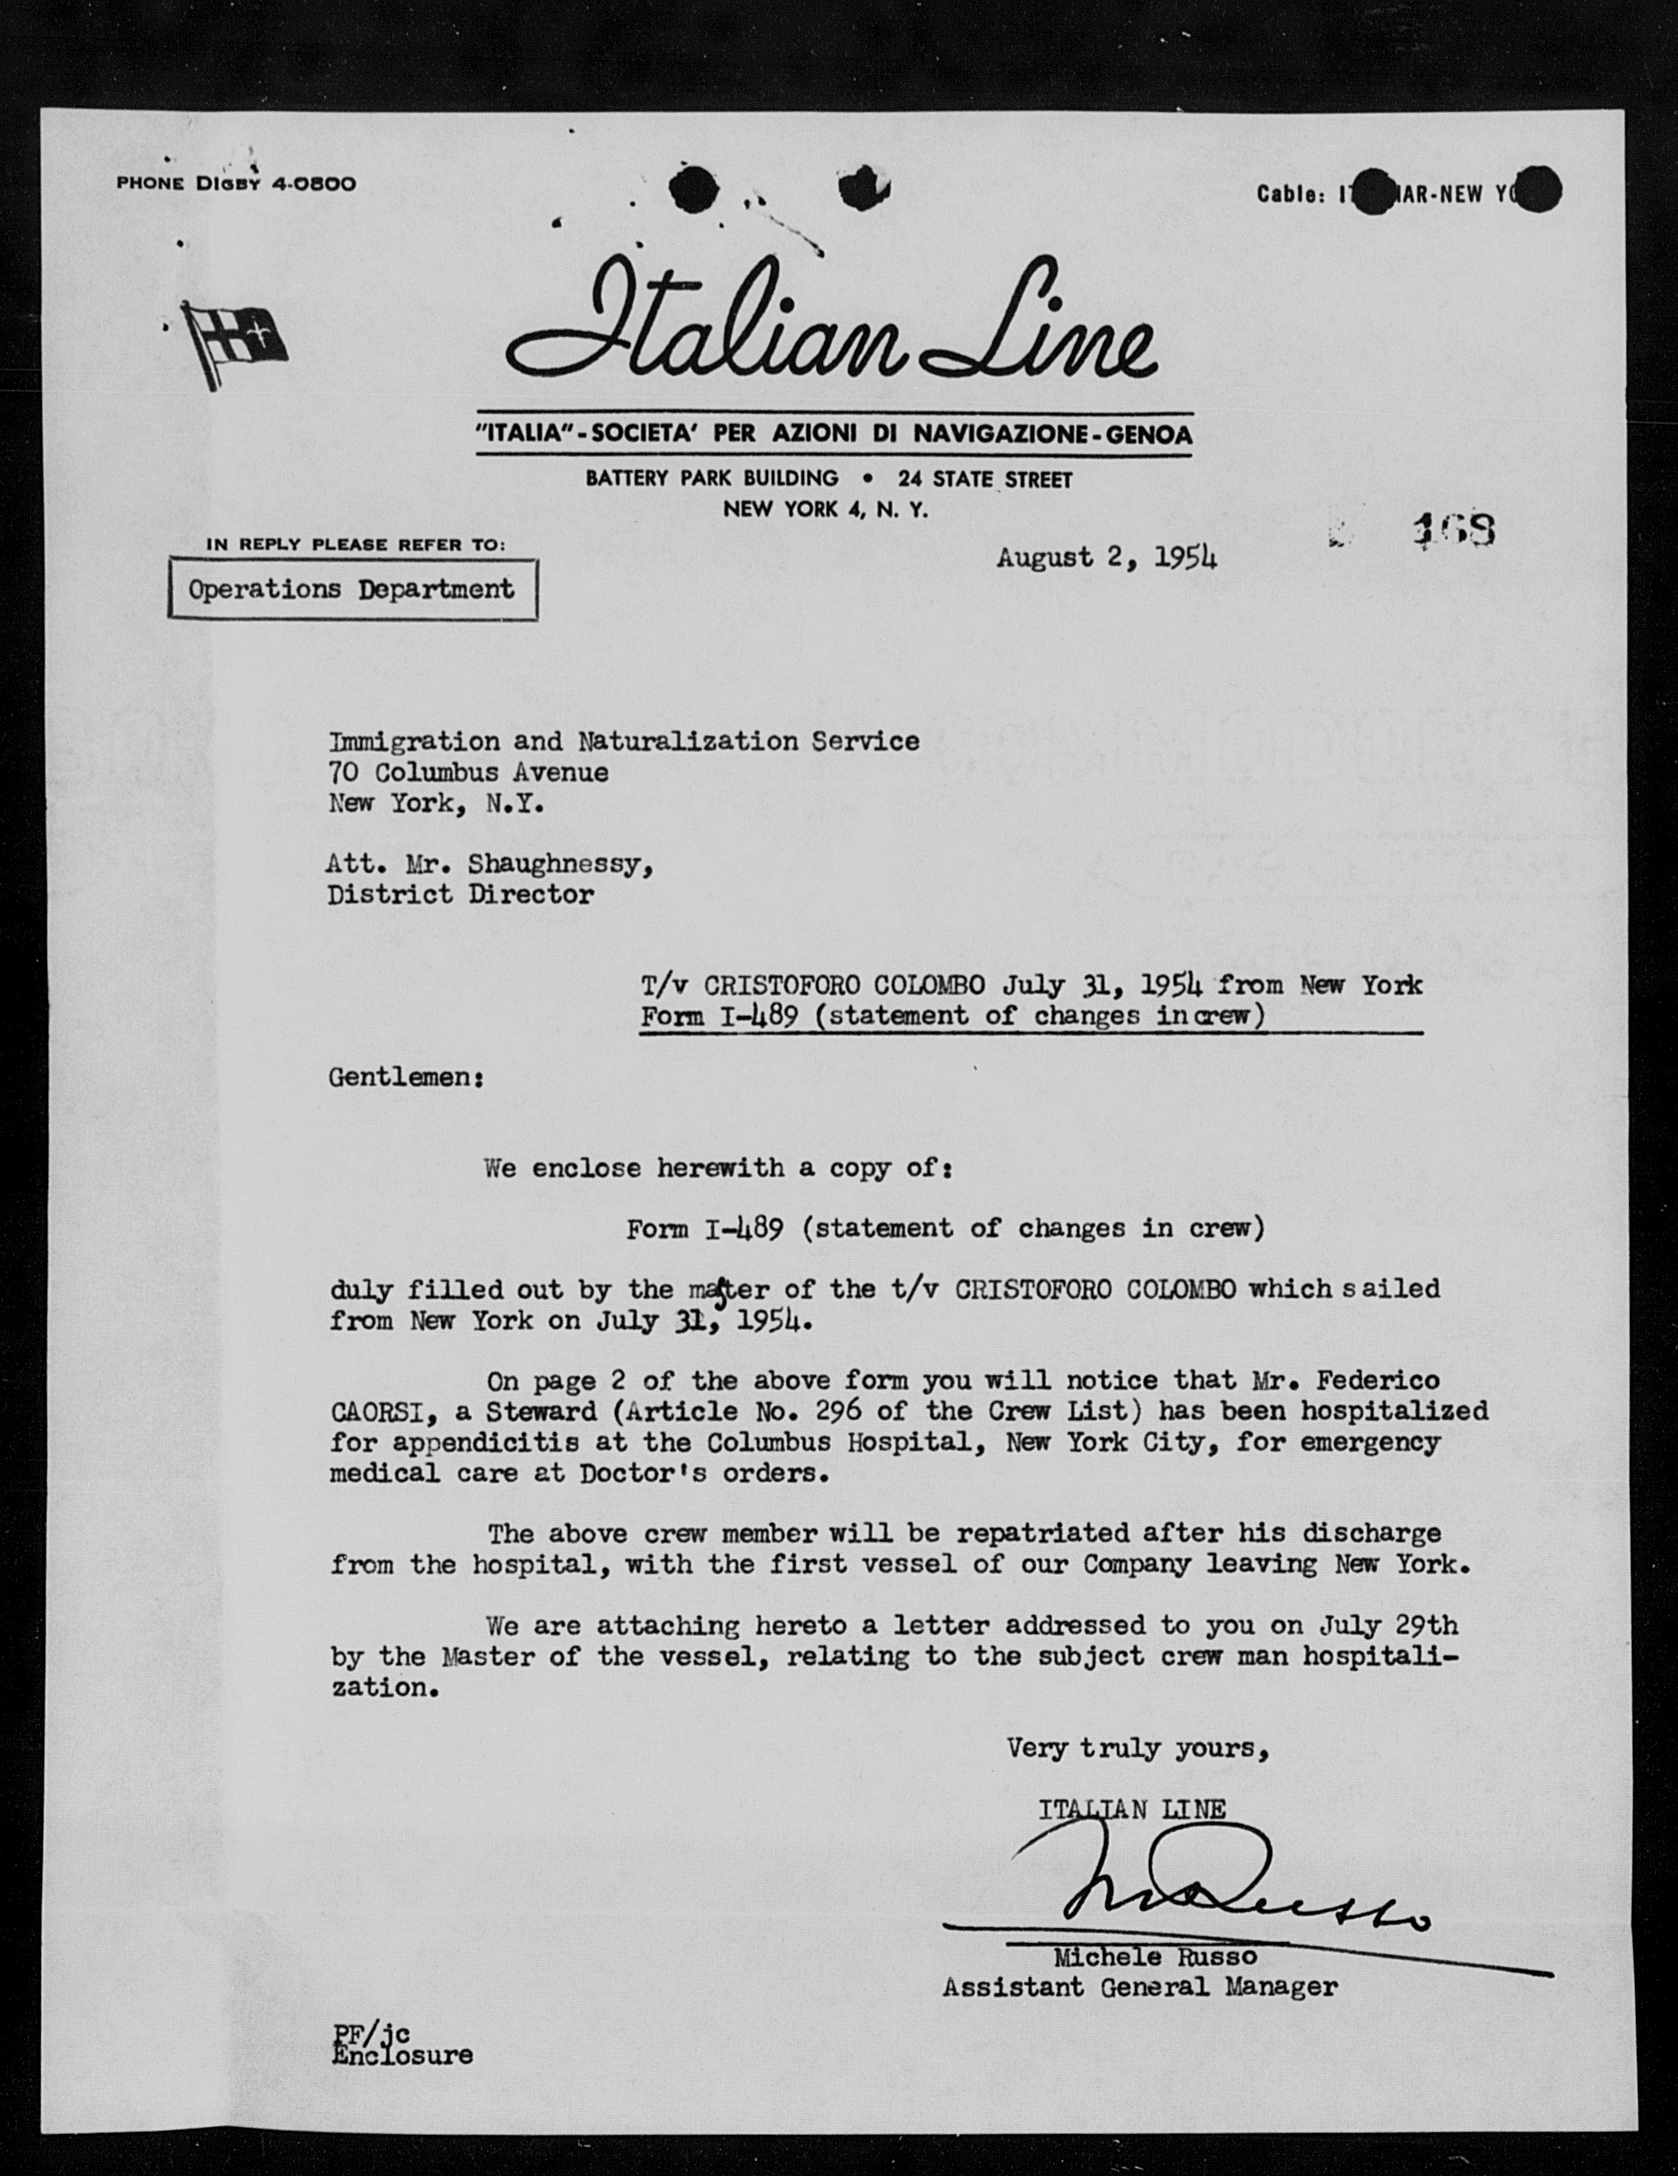 PHONE DIGBY 4-0800
Cable: NEW
Italian Line
"ITALIA" - SOCIETA' PER AZIONI DI NAVIGAZIONE - GENOA
BATTERY PARK BUILDING • 24 STATE STREET
NEW YORK 4, N. Y.
168
IN REPLY PLEASE REFER TO:
August 2, 1954
Operations Department
Immigration and Naturalization Service
70 Columbus Avenue
New York, N.Y.
Att. Mr. Shaughnessy,
District Director
T/v CRISTOFORO COLOMBO July 31, 1954 from New York
Form I-489 (statement of changes in crew)
Gentlemen:
We enclose herewith a copy of:
Form I-489 (statement of changes in crew)
duly filled out by the master of the t/v CRISTOFORO COLOMBO which sailed
from New York on July 31, 1954.
On page 2 of the above form you will notice that Mr. Federico
CAORSI, a Steward (Article No. 296 of the Crew List) has been hospitalized
for appendicitis at the Columbus Hospital, New York City, for emergency
medical care at Doctor's orders.
The above crew member will be repatriated after his discharge
from the hospital, with the first vessel of our Company leaving New York.
We are attaching hereto a letter addressed to you on July 29th
by the Master of the vessel, relating to the subject crew man hospitali-
zation.
Very truly yours,
ITALIAN LINE
M Russo
Michele Russo
Assistant General Manager
PF/jc
Enclosure